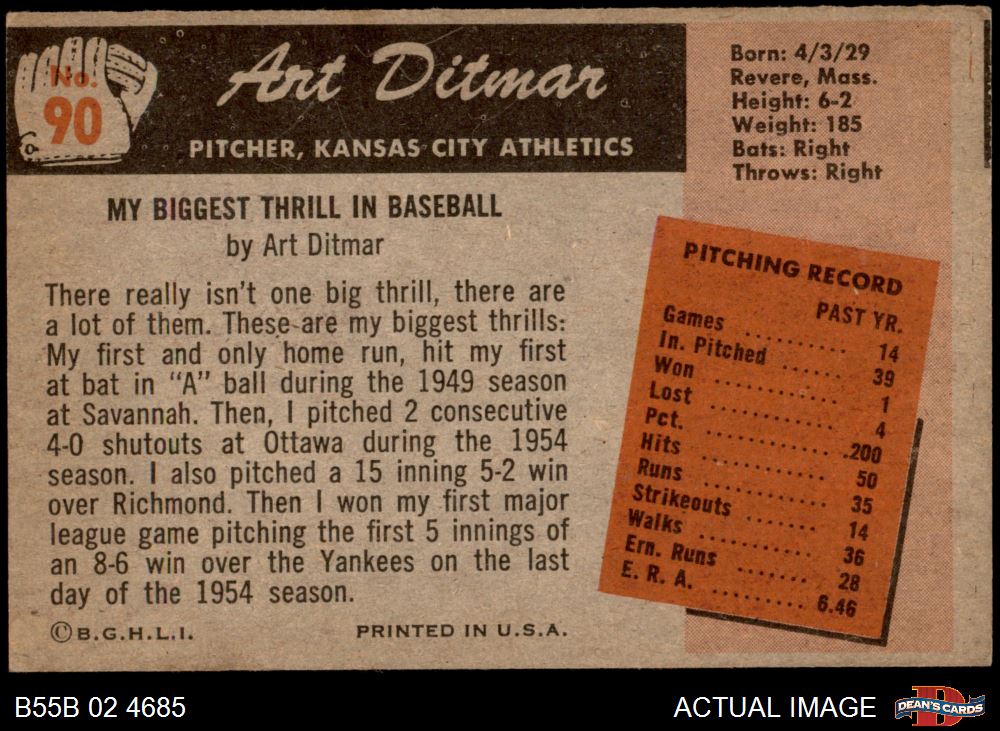 No.
90
Art Ditmar
PITCHER, KANSAS CITY ATHLETICS
Born: 4/3/29
Revere, Mass.
Height: 6-2
Weight: 185
Bats: Right
Throws: Right
MY BIGGEST THRILL IN BASEBALL
by Art Ditmar
There really isn't one big thrill, there are
a lot of them. These are my biggest thrills:
My first and only home run, hit my first
at bat in "A" ball during the 1949 season
at Savannah. Then, I pitched 2 consecutive
4-0 shutouts at Ottawa during the 1954
season. I also pitched a 15 inning 5-2 win
over Richmond. Then I won my first major
league game pitching the first 5 innings of
an 8-6 win over the Yankees on the last
day of the 1954 season.
© B.G.H.L.I. PRINTED IN U.S.A.
PITCHING RECORD
PAST YR.
Games .......... 14
In. Pitched ...... 39
Won .......... 1
Lost .......... 4
Pct. .......... .200
Hits .......... 50
Runs .......... 35
Strikeouts ....... 14
Walks .......... 36
Ern. Runs ....... 28
E. R. A. .......... 6.46
B55B 02 4685
ACTUAL IMAGE
DEAN'S CARDS